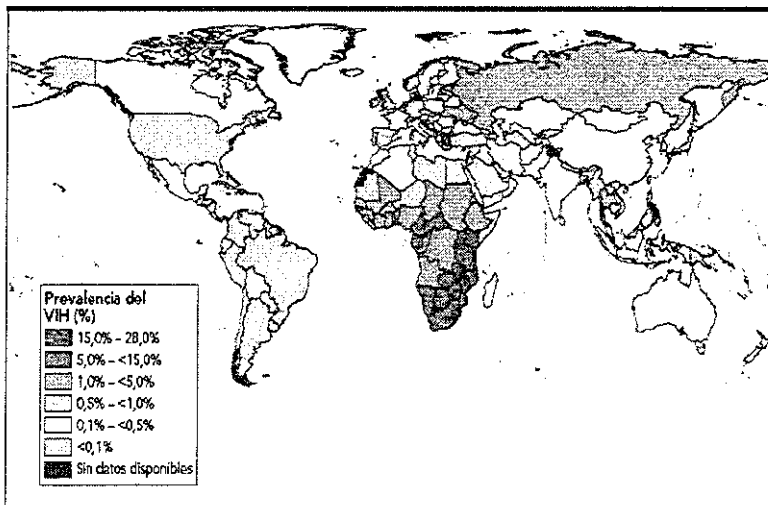 Prevalencia del
VIH (%)
15,0% – 28,0%
5,0% – <15,0%
1,0% – <5,0%
0,5% – <1,0%
0,1% – <0,5%
<0,1%
Sin datos disponibles